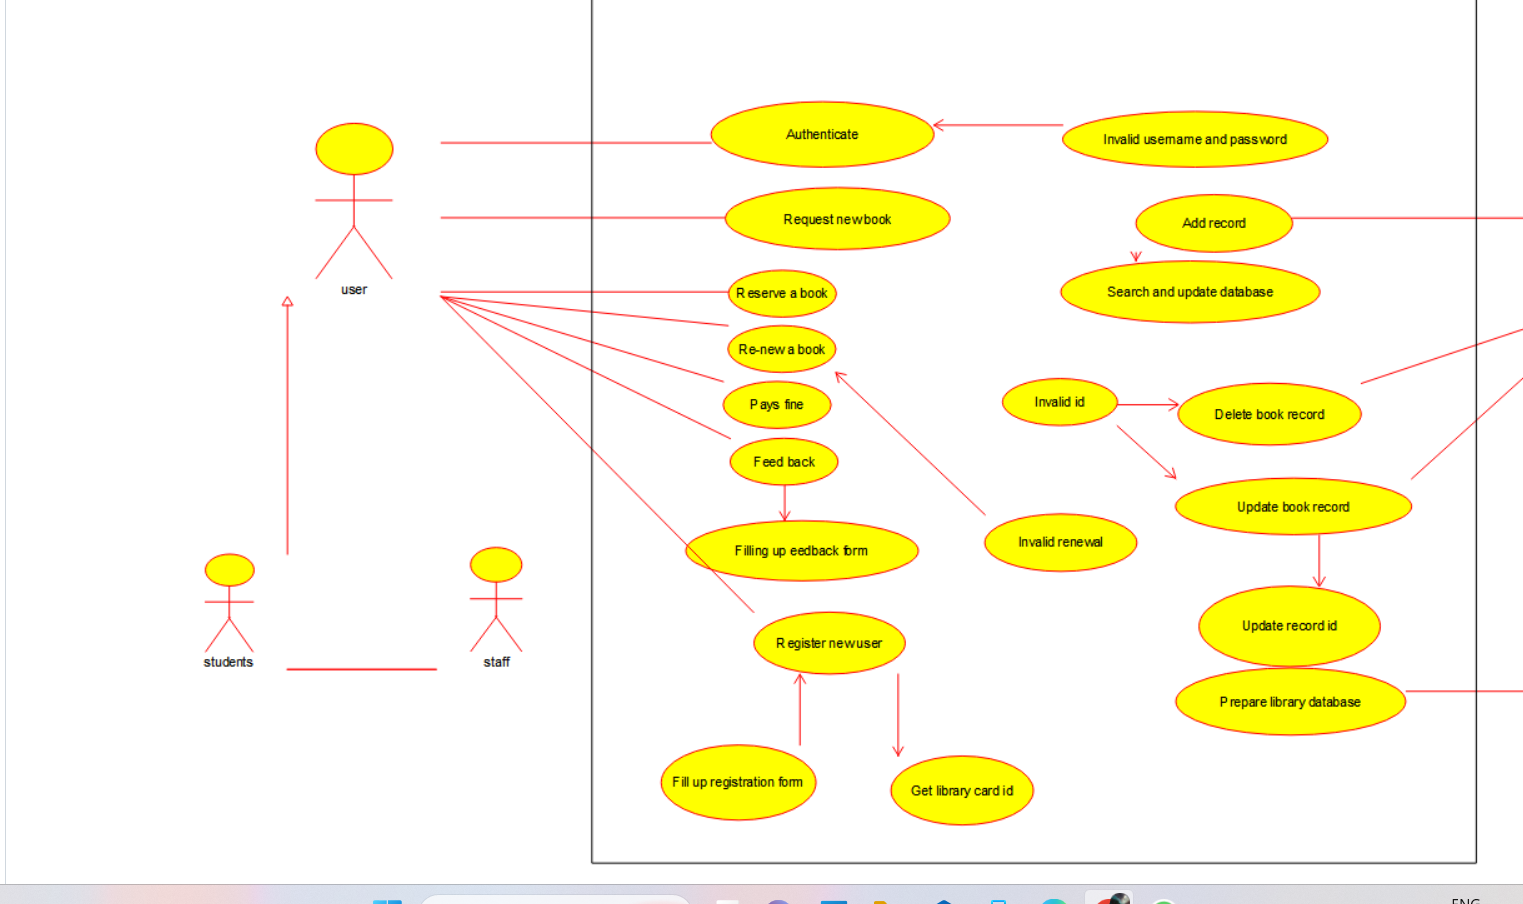 Authenticate
Invalid username and password
Request new book
Add record
user
Reserve a book
Search and update database
Re-new a book
Pays fine
Invalid id
Delete book record
Feed back
Update book record
Filling up eedback form
Invalid renewal
Update record id
Register new user
students
staff
Prepare library database
Fill up registration form
Get library card id
ENG